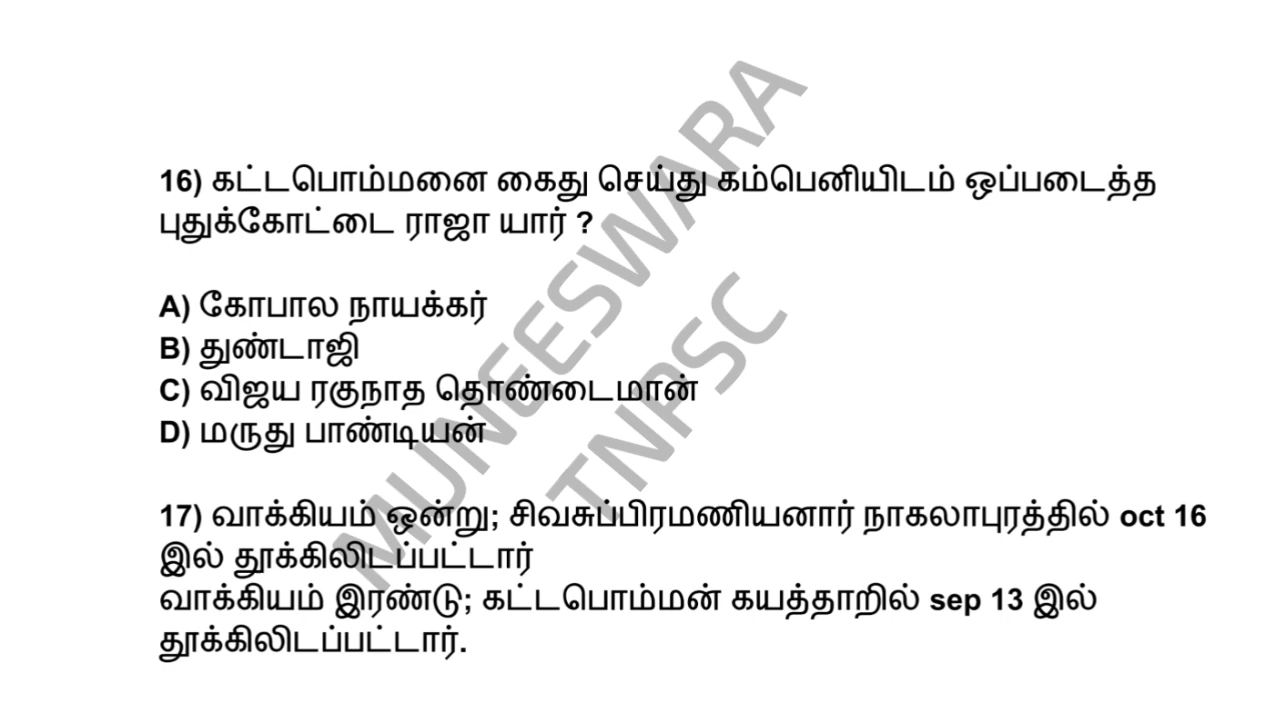 16) கட்டபொம்மனை கைது செய்து கம்பெனியிடம் ஒப்படைத்த
புதுக்கோட்டை ராஜா யார் ?
A) கோபால நாயக்கர்
B) துண்டாஜி
C) விஜய ரகுநாத தொண்டைமான்
D) மருது பாண்டியன்
17) வாக்கியம் ஒன்று; சிவசுப்பிரமணியனார் நாகலாபுரத்தில் oct 16
இல் தூக்கிலிடப்பட்டார்
வாக்கியம் இரண்டு; கட்டபொம்மன் கயத்தாறில் sep 13 இல்
தூக்கிலிடப்பட்டார்.
MUNEESWARA
TNPSC